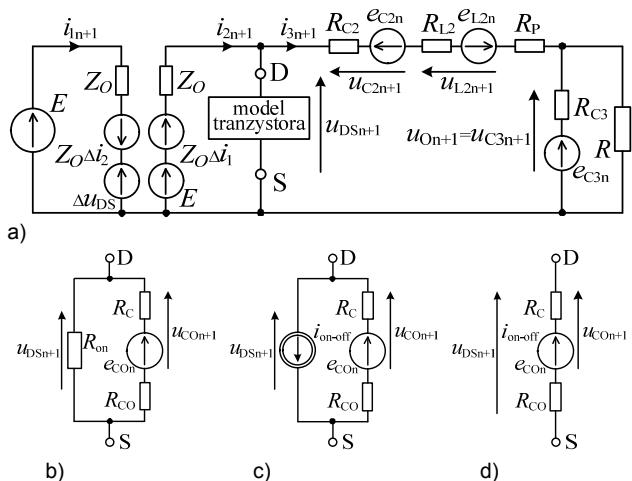 i1n+1 i2n+1 i3n+1 RC2 eC2n RL2 eL2n RP
ZO ZO D uC2n+1 uL2n+1
E model tranzystora uDSn+1 uOn+1=uC3n+1 RC3 R
ZOΔi2 ZOΔi1 eC3n
ΔuDS E S
a)
D D D
RC RC RC
uDSn+1 Ron eCOn uCOn+1 uDSn+1 ion-off eCOn uCOn+1 uDSn+1 ion-off eCOn uCOn+1
RCO RCO RCO
S S S
b) c) d)